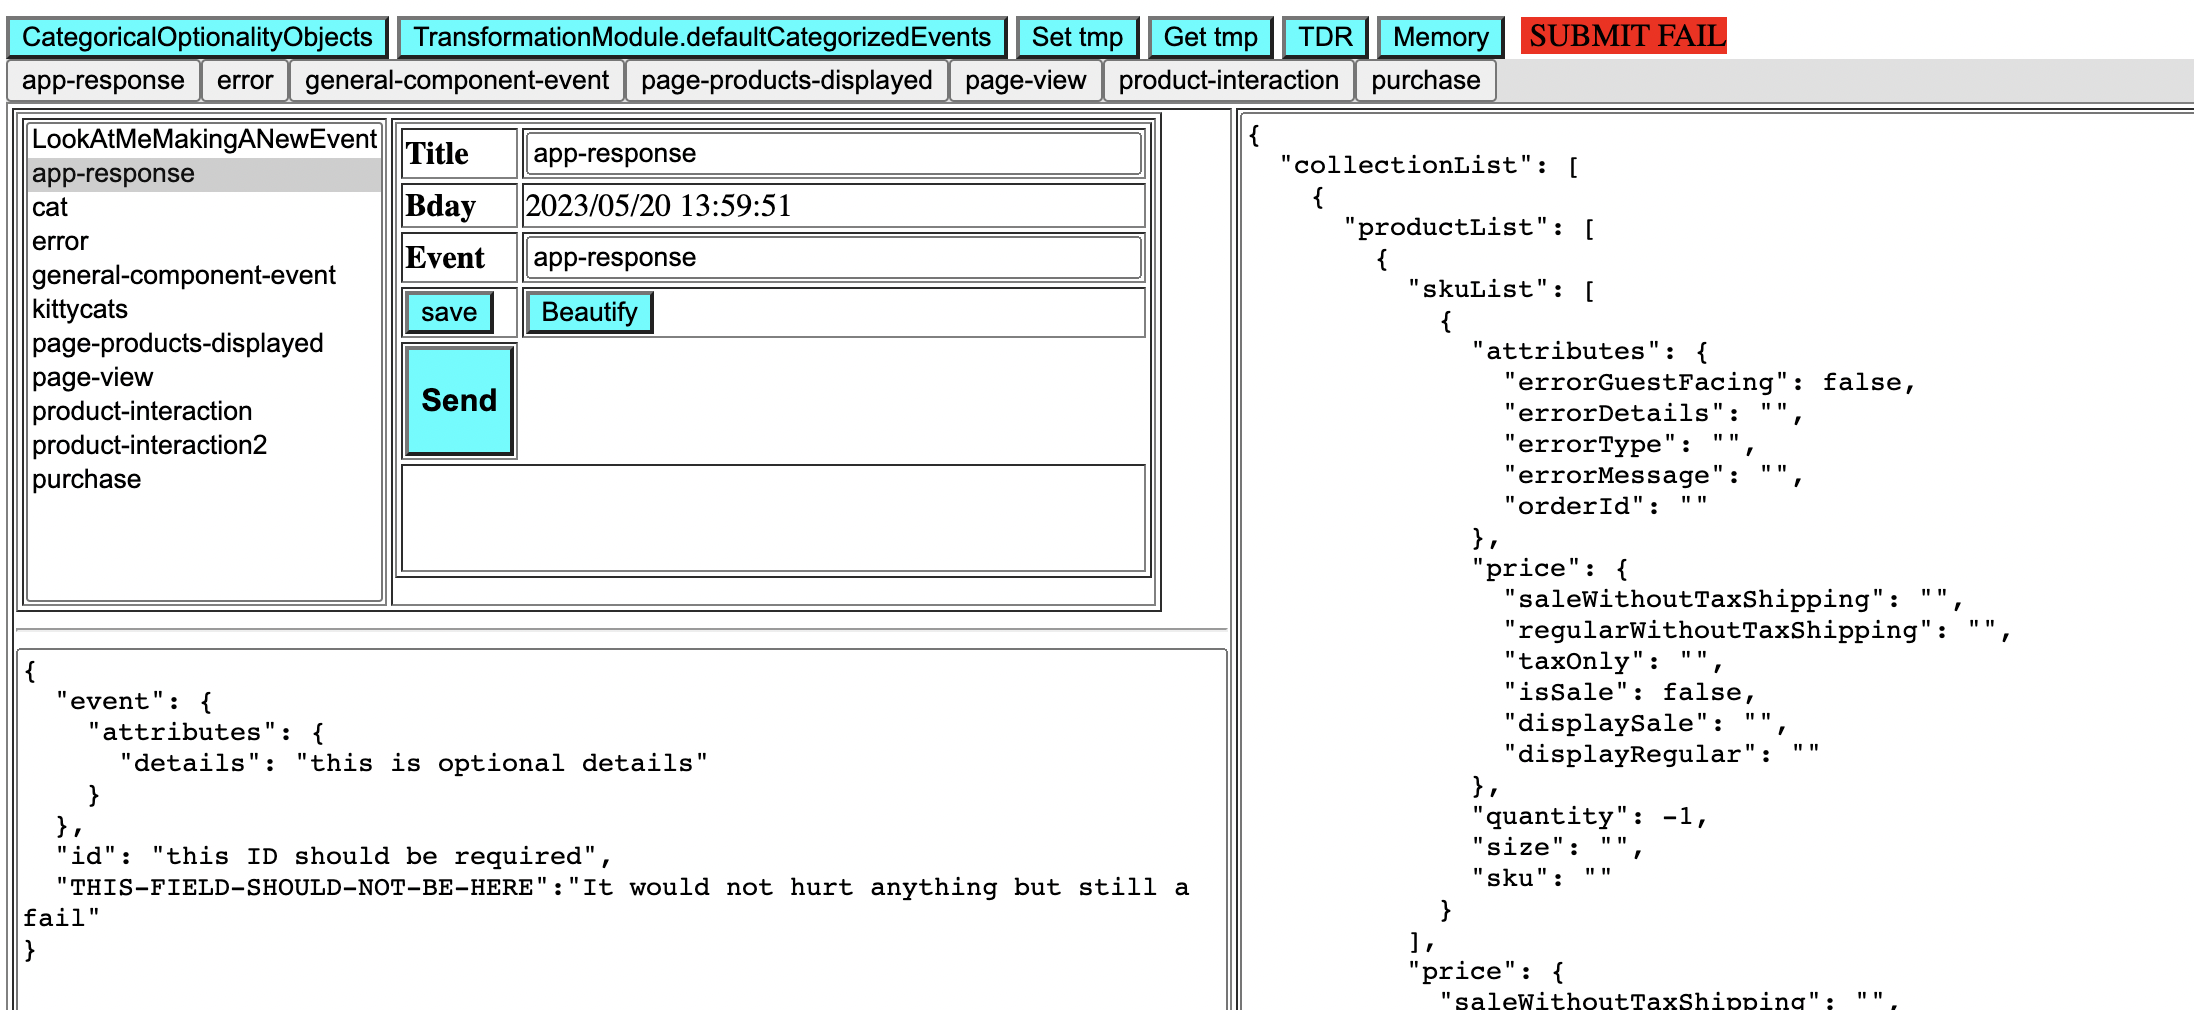 CategoricalOptionalityObjects TransformationModule.defaultCategorizedEvents Set tmp Get tmp TDR Memory SUBMIT FAIL
app-response error general-component-event page-products-displayed page-view product-interaction purchase
LookAtMeMakingANewEvent
app-response
cat
error
general-component-event
kittycats
page-products-displayed
page-view
product-interaction
product-interaction2
purchase
Title app-response
Bday 2023/05/20 13:59:51
Event app-response
save Beautify
Send
{
  "event": {
    "attributes": {
      "details": "this is optional details"
    }
  },
  "id": "this ID should be required",
  "THIS-FIELD-SHOULD-NOT-BE-HERE":"It would not hurt anything but still a
fail"
}
{
  "collectionList": [
    {
      "productList": [
        {
          "skuList": [
            {
              "attributes": {
                "errorGuestFacing": false,
                "errorDetails": "",
                "errorType": "",
                "errorMessage": "",
                "orderId": ""
              },
              "price": {
                "saleWithoutTaxShipping": "",
                "regularWithoutTaxShipping": "",
                "taxOnly": "",
                "isSale": false,
                "displaySale": "",
                "displayRegular": ""
              },
              "quantity": -1,
              "size": "",
              "sku": ""
            }
          ],
          "price": {
            "saleWithoutTaxShipping": "",